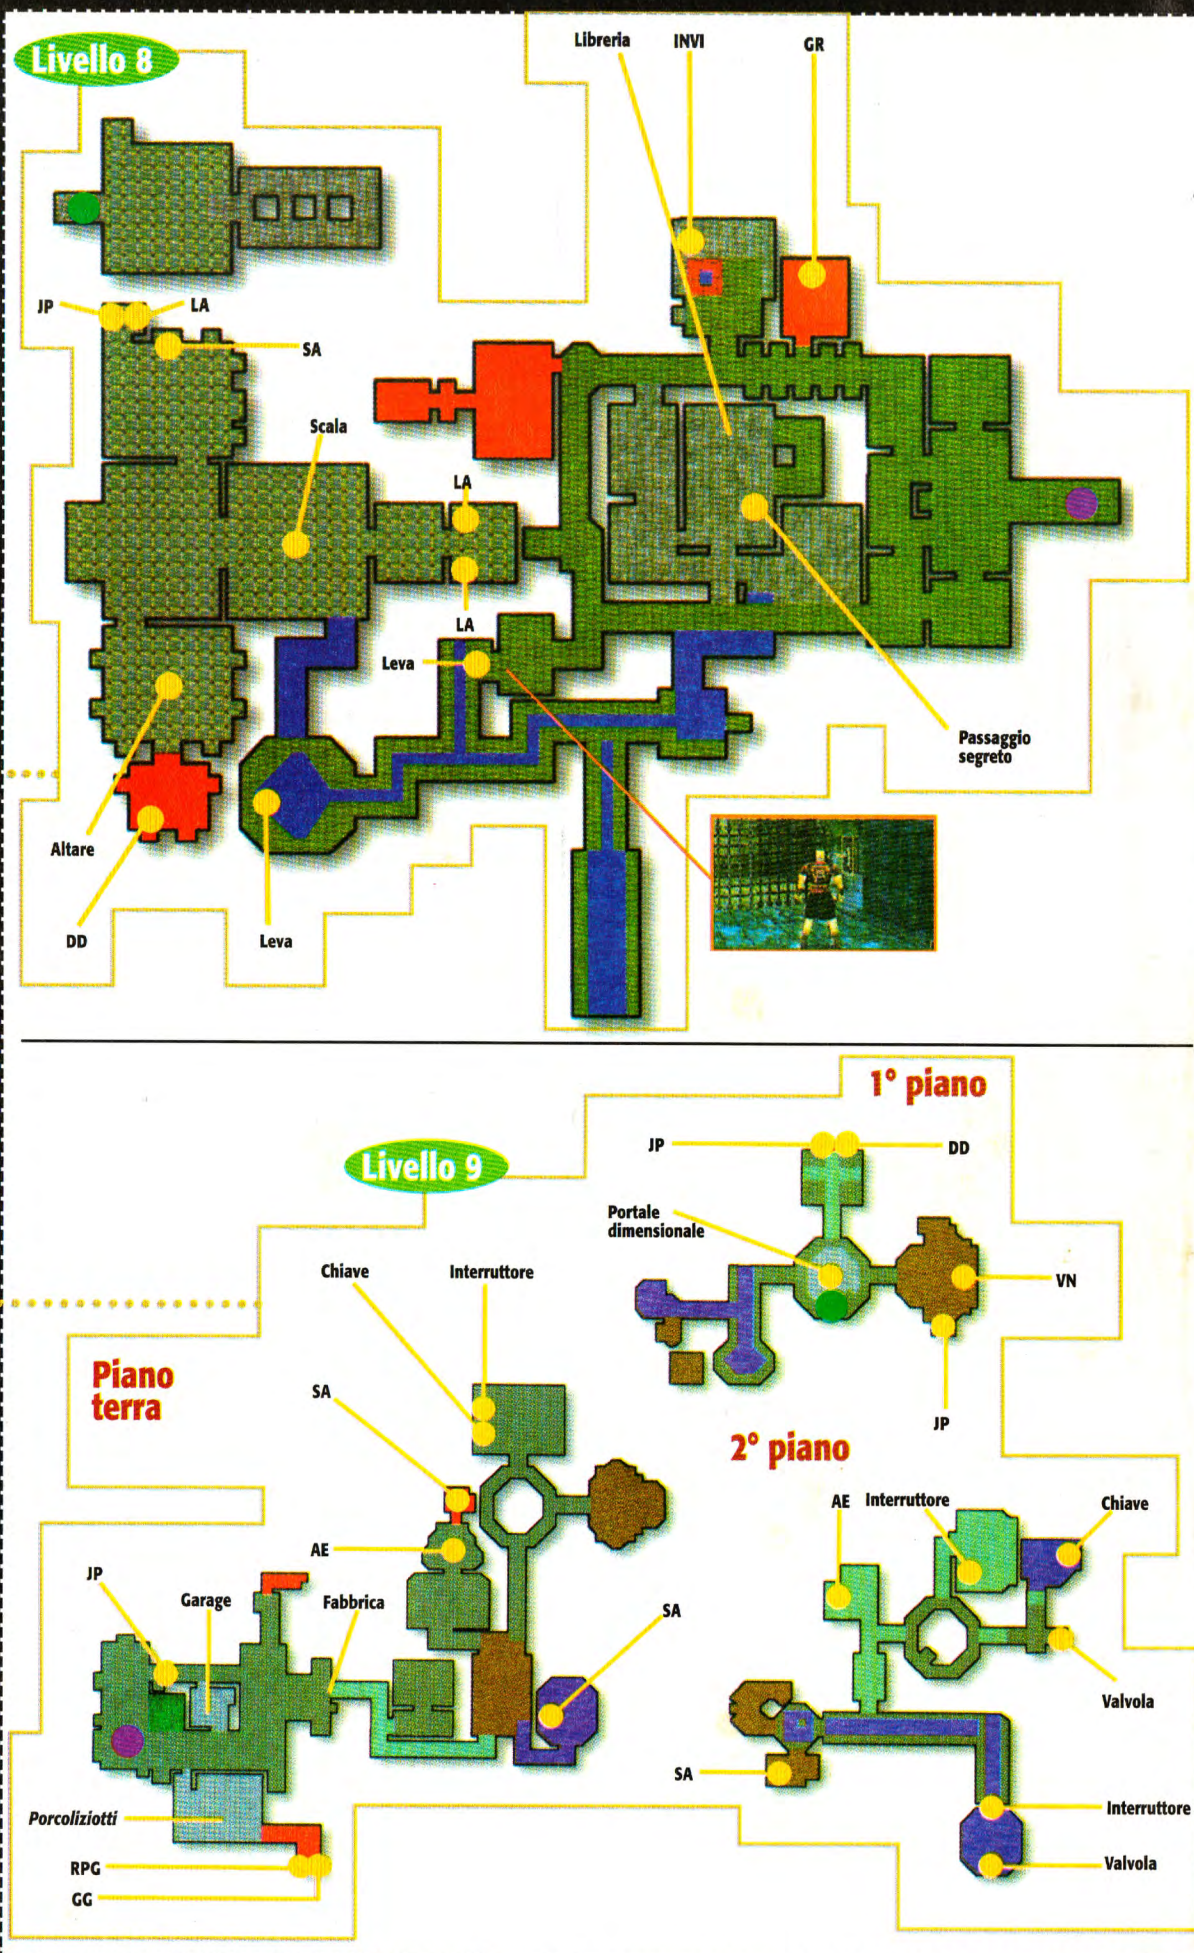 Livello 8
Libreria
INVI
GR
JP
LA
SA
Scala
LA
LA
Leva
Passaggio
segreto
Altare
DD
Leva
1° piano
Livello 9
JP
DD
Portale
dimensionale
VN
JP
Chiave
Interruttore
Piano
terra
SA
2° piano
AE
Interruttore
Chiave
AE
JP
Garage
Fabbrica
SA
Valvola
SA
Porcoliziotti
Interruttore
RPG
Valvola
GG